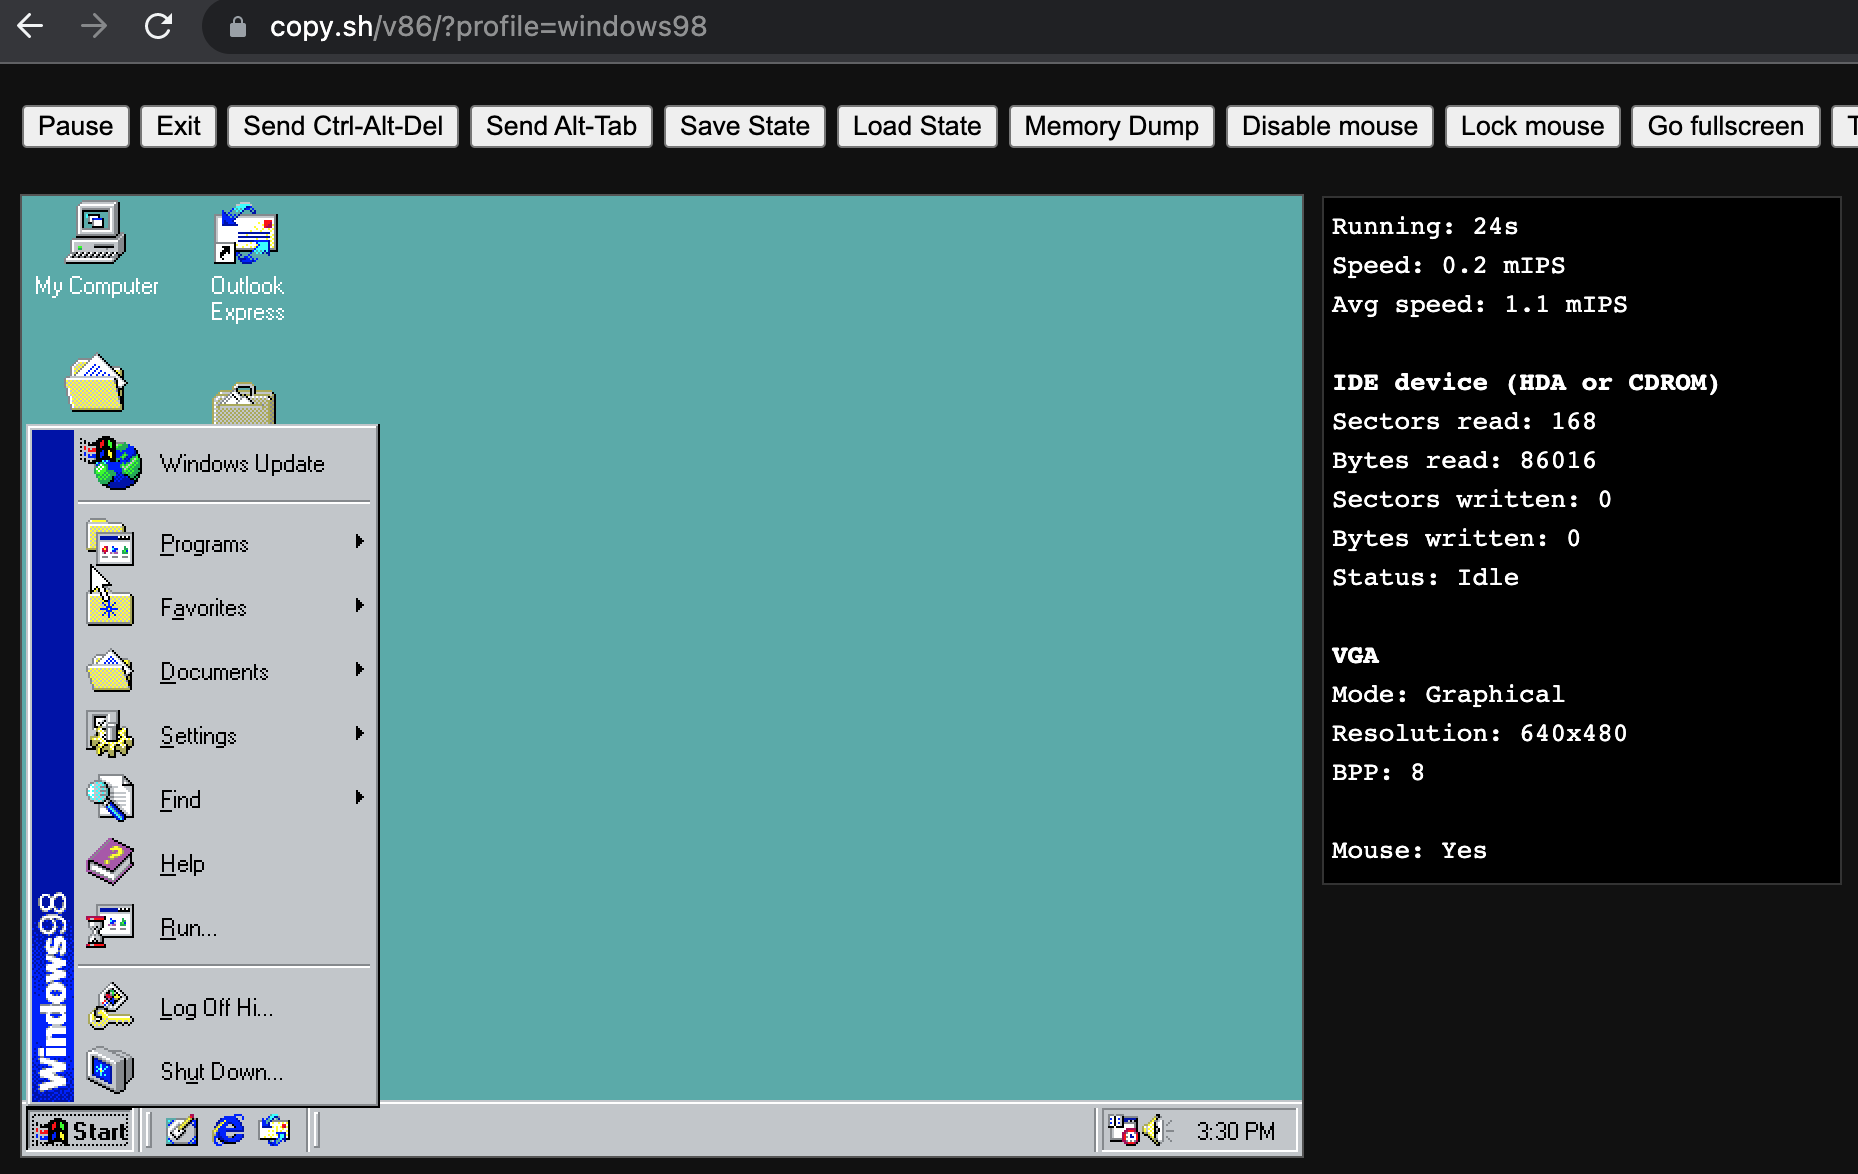 copy.sh/v86/?profile=windows98
Pause Exit Send Ctrl-Alt-Del Send Alt-Tab Save State Load State Memory Dump Disable mouse Lock mouse Go fullscreen T
My Computer
Outlook
Express
Windows Update
Programs
Favorites
Documents
Settings
Find
Help
Run...
Log Off Hi...
Shut Down...
Windows98
Start
3:30 PM
Running: 24s
Speed: 0.2 mIPS
Avg speed: 1.1 mIPS
IDE device (HDA or CDROM)
Sectors read: 168
Bytes read: 86016
Sectors written: 0
Bytes written: 0
Status: Idle
VGA
Mode: Graphical
Resolution: 640x480
BPP: 8
Mouse: Yes